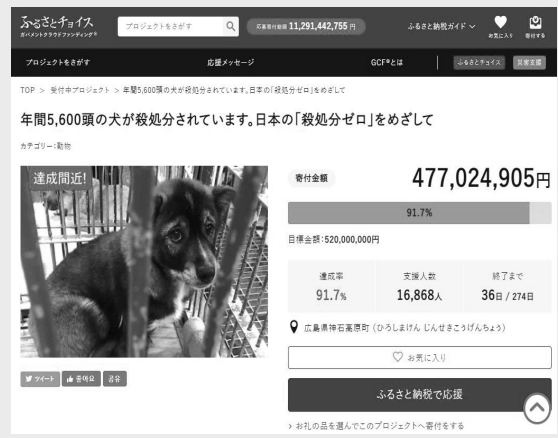 ふるさとチョイス
ガバメントクラウドファンディング®
プロジェクトをさがす
応募寄付総額 11,291,442,755 円
ふるさと納税ガイド
お気に入り
寄付する
プロジェクトをさがす
応援メッセージ
GCF®とは
ふるさとチョイス
災害支援
TOP > 受付中プロジェクト > 年間5,600頭の犬が殺処分されています。日本の「殺処分ゼロ」をめざして
年間5,600頭の犬が殺処分されています。日本の「殺処分ゼロ」をめざして
カテゴリー:動物
達成間近!
寄付金額
477,024,905円
91.7%
目標金額:520,000,000円
達成率
支援人数
終了まで
91.7%
16,868人
36日 / 274日
広島県神石高原町 (ひろしまけん じんせきこうげんちょう)
♡ お気に入り
ツイート
좋아요
공유
ふるさと納税で応援
> お礼の品を選んでこのプロジェクトへ寄付をする